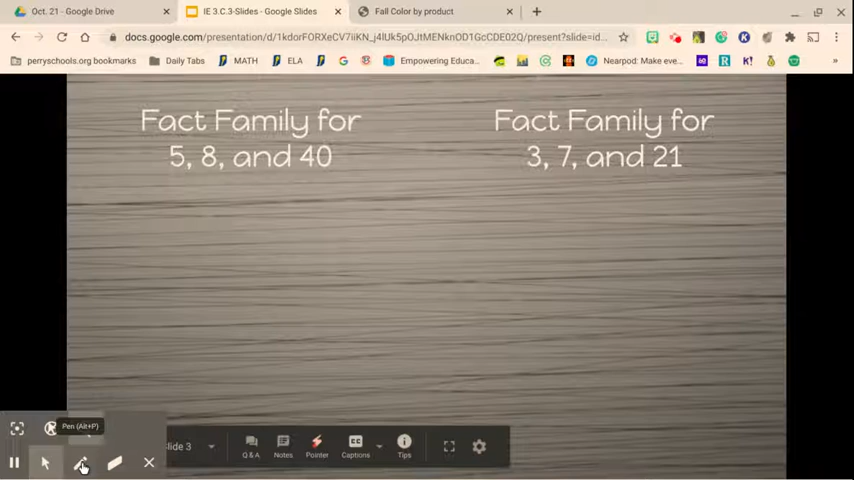 Oct. 21 - Google Drive
IE 3.C.3-Slides - Google Slides
Fall Color by product
docs.google.com/presentation/d/1kdorFORXeCV7iiKN_j4lUk5pOJtMENknOD1GcCDE02Q/present?slide=id...
perryschools.org bookmarks
Daily Tabs
MATH
ELA
Empowering Educa...
Nearpod: Make eve...
Fact Family for
5, 8, and 40
Fact Family for
3, 7, and 21
Pen (Alt+P)
lide 3
Q & A
Notes
Pointer
Captions
Tips